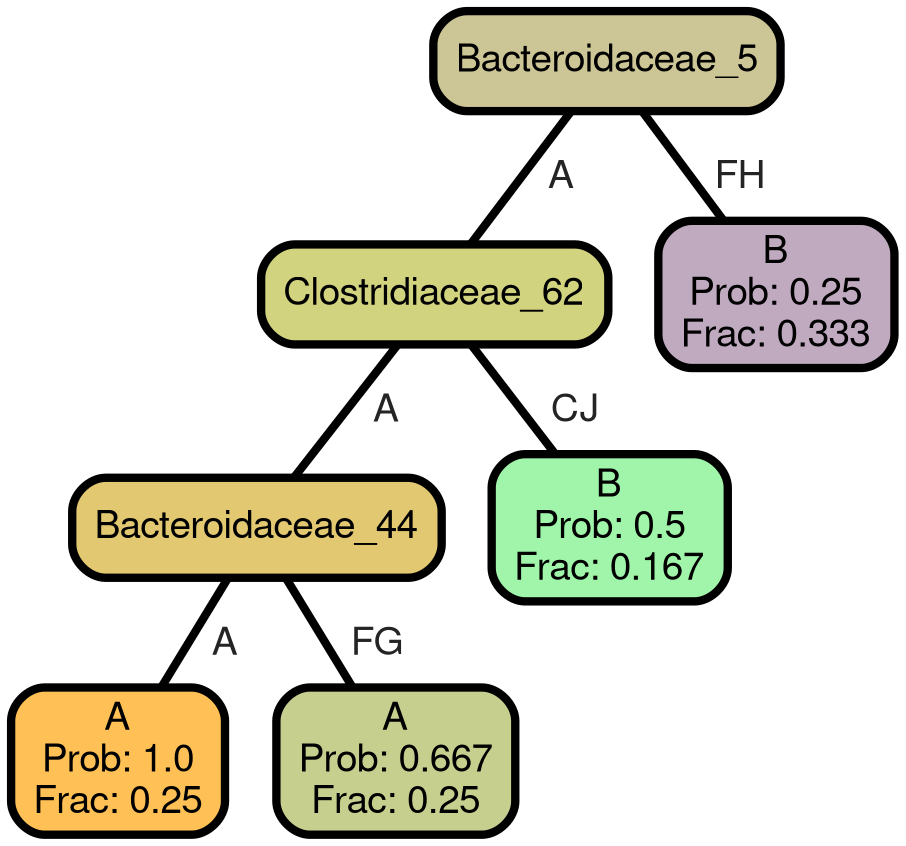 Bacteroidaceae_5
A
FH
Clostridiaceae_62
B
Prob: 0.25
Frac: 0.333
A
CJ
Bacteroidaceae_44
B
Prob: 0.5
Frac: 0.167
A
FG
A
Prob: 1.0
Frac: 0.25
A
Prob: 0.667
Frac: 0.25